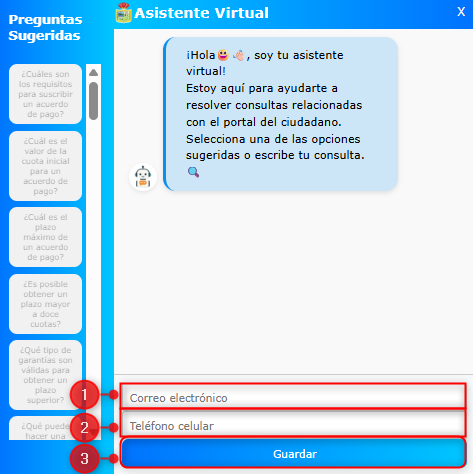 Preguntas
Sugeridas
Asistente Virtual
X
¿Cuáles son
los requisitos
para suscribir
un acuerdo
de pago?
¿Cuál es el
valor de la
cuota inicial
para un
acuerdo de
pago?
¿Cuál es el
plazo
máximo de
un acuerdo
de pago?
¿Es posible
obtener un
plazo mayor
a doce
cuotas?
¿Qué tipo de
garantías son
válidas para
obtener un
plazo
superior?
¿Qué puede
hacer una
¡Hola😃👋🏻, soy tu asistente
virtual!
Estoy aquí para ayudarte a
resolver consultas relacionadas
con el portal del ciudadano.
Selecciona una de las opciones
sugeridas o escribe tu consulta.
🔍
1
Correo electrónico
2
Teléfono celular
3
Guardar